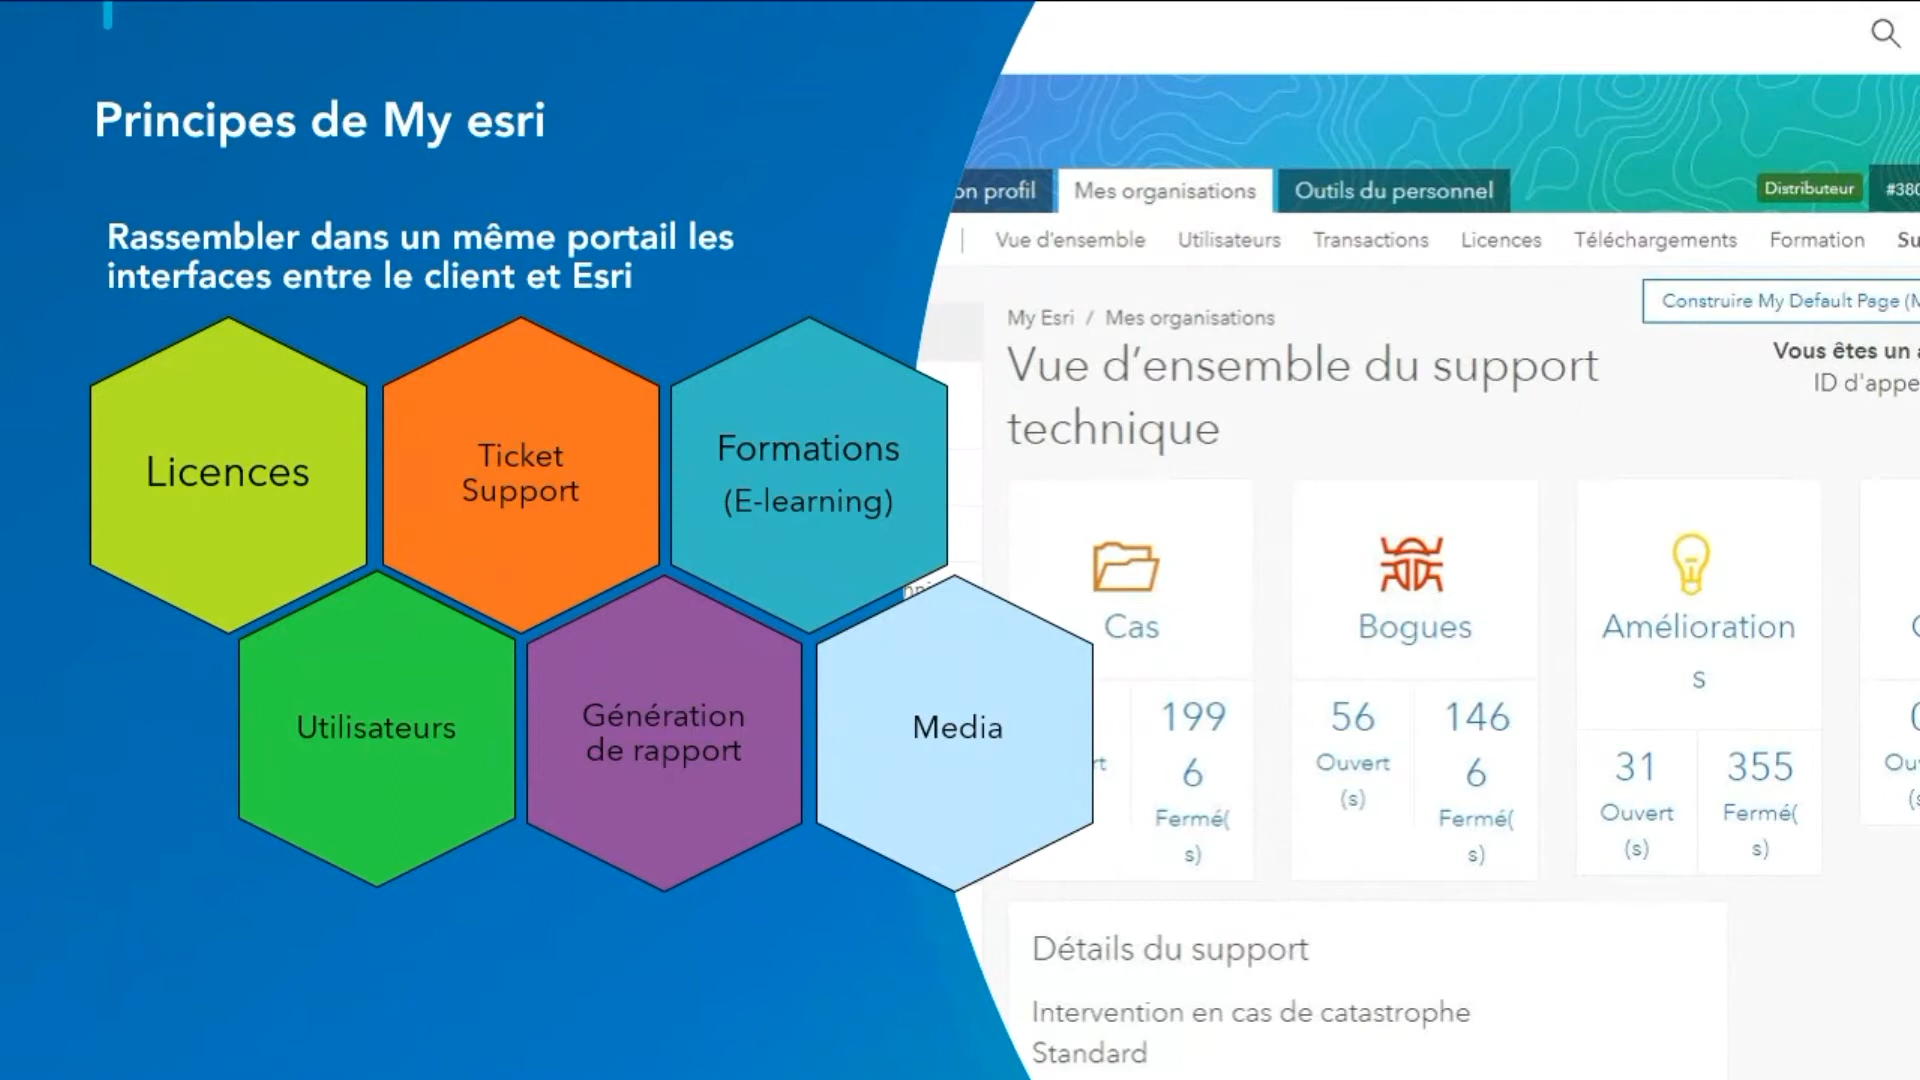 Principes de My esri
Rassembler dans un même portail les
interfaces entre le client et Esri
Licences
Ticket
Support
Formations
(E-learning)
Utilisateurs
Génération
de rapport
Media
on profil
Mes organisations
Outils du personnel
Distributeur
#380
Vue d'ensemble
Utilisateurs
Transactions
Licences
Téléchargements
Formation
Su
Construire My Default Page (M
My Esri / Mes organisations
Vous êtes un a
ID d'appe
Vue d'ensemble du support
technique
Cas
199
6
Fermé(
s)
Bogues
56
Ouvert
(s)
146
6
Fermé(
s)
Amélioration
s
31
Ouvert
(s)
355
Fermé(
s)
Ou
Détails du support
Intervention en cas de catastrophe
Standard